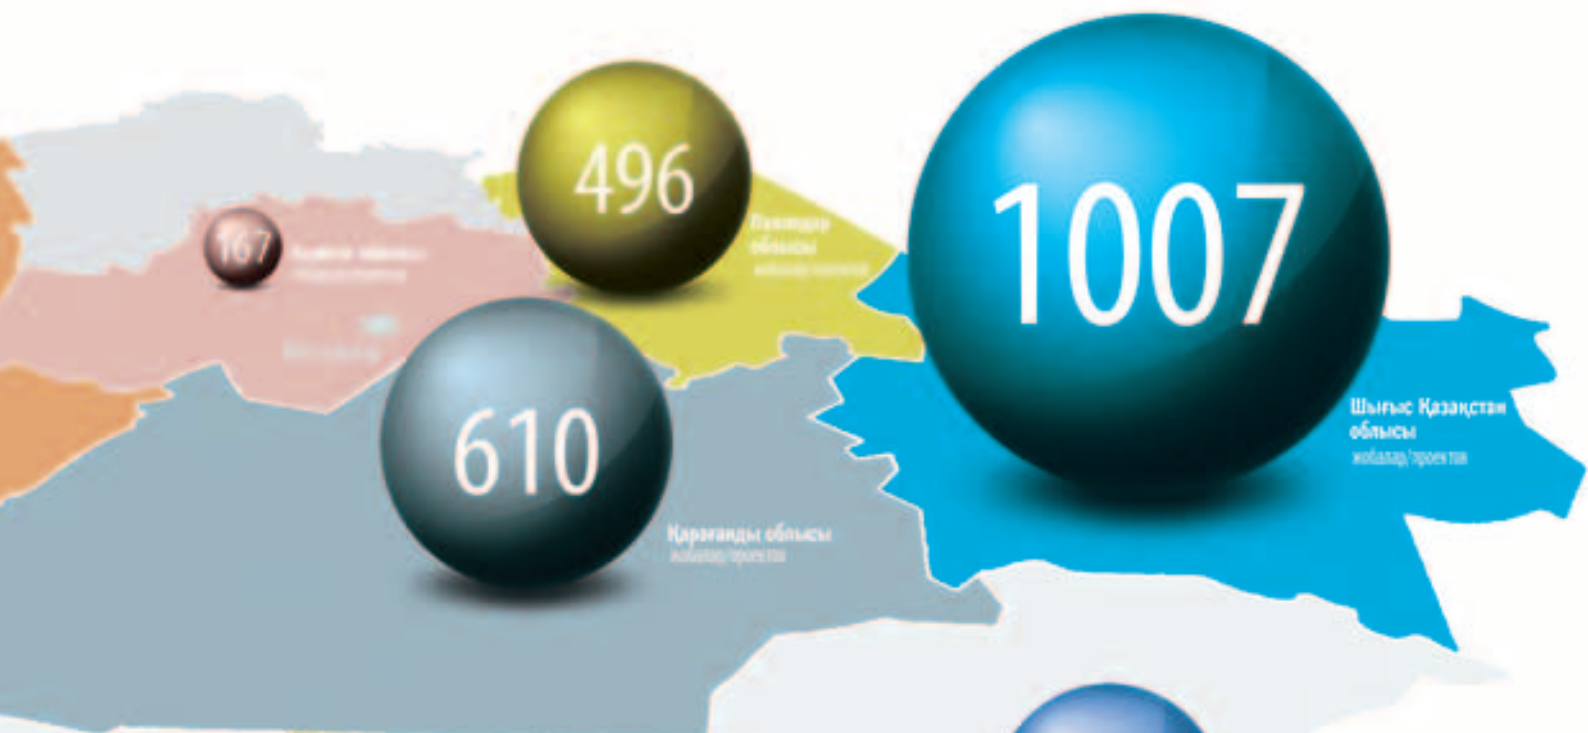 496
1007
167
Павлодар
облысы
610
Шығыс Қазақстан
облысы
жобалар/проектов
Қарағанды облысы
жобалар/проектов